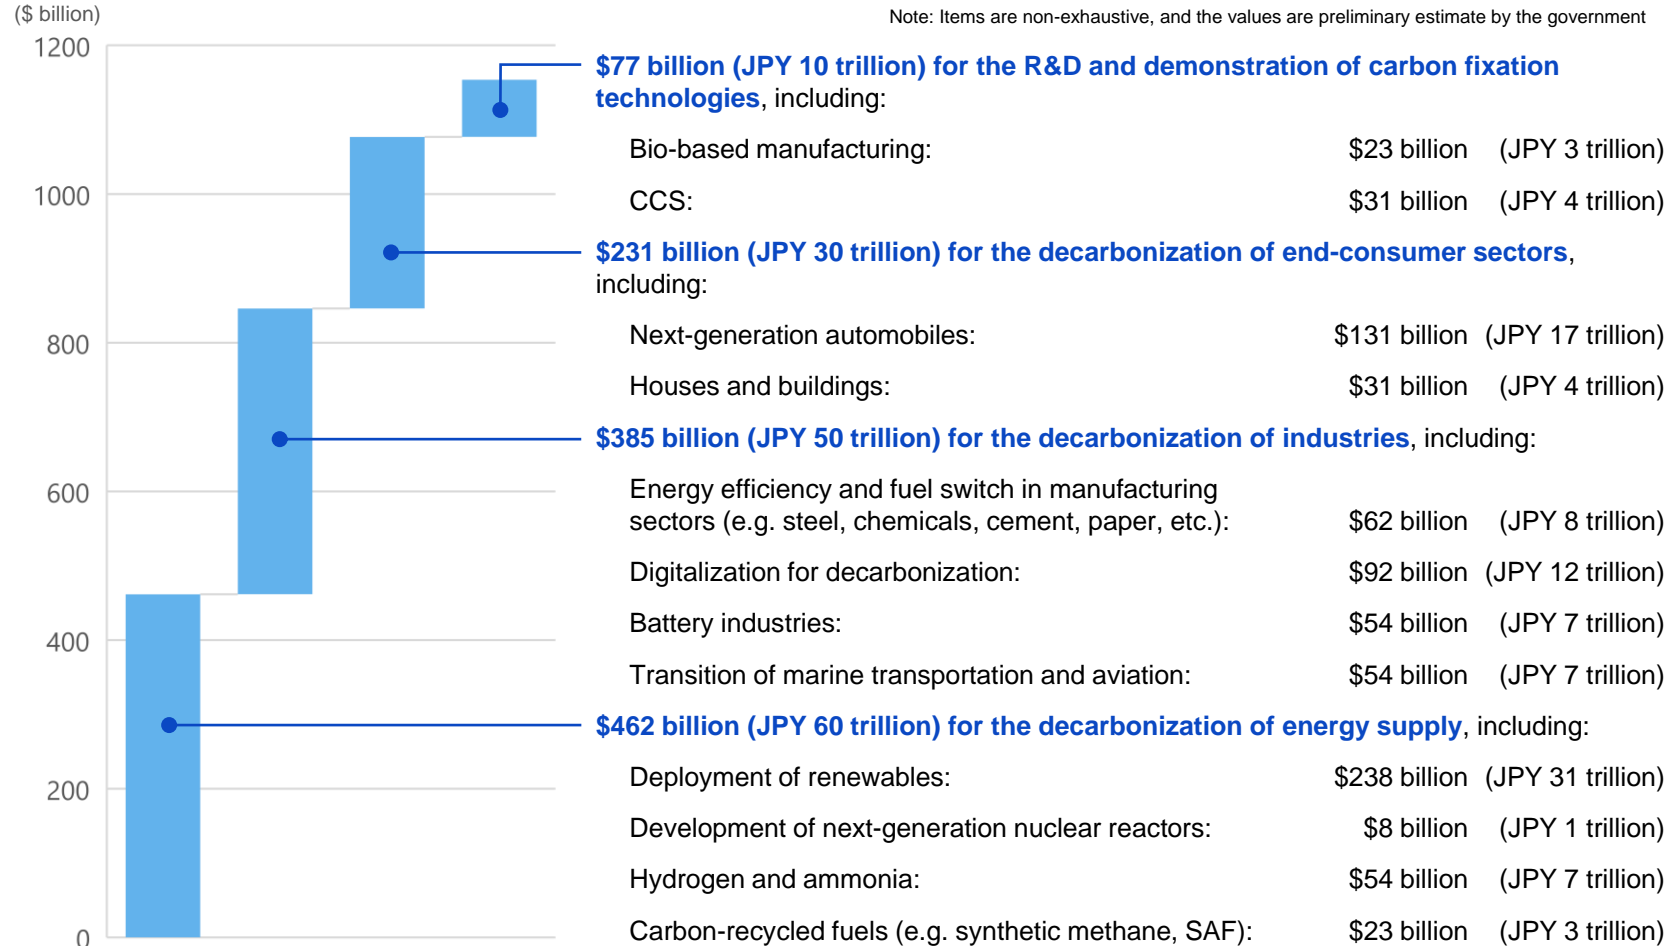 ($ billion)
Note: Items are non-exhaustive, and the values are preliminary estimate by the government
1200
1000
800
600
400
200
0
$77 billion (JPY 10 trillion) for the R&D and demonstration of carbon fixation
technologies, including:
Bio-based manufacturing: $23 billion (JPY 3 trillion)
CCS: $31 billion (JPY 4 trillion)
$231 billion (JPY 30 trillion) for the decarbonization of end-consumer sectors,
including:
Next-generation automobiles: $131 billion (JPY 17 trillion)
Houses and buildings: $31 billion (JPY 4 trillion)
$385 billion (JPY 50 trillion) for the decarbonization of industries, including:
Energy efficiency and fuel switch in manufacturing
sectors (e.g. steel, chemicals, cement, paper, etc.): $62 billion (JPY 8 trillion)
Digitalization for decarbonization: $92 billion (JPY 12 trillion)
Battery industries: $54 billion (JPY 7 trillion)
Transition of marine transportation and aviation: $54 billion (JPY 7 trillion)
$462 billion (JPY 60 trillion) for the decarbonization of energy supply, including:
Deployment of renewables: $238 billion (JPY 31 trillion)
Development of next-generation nuclear reactors: $8 billion (JPY 1 trillion)
Hydrogen and ammonia: $54 billion (JPY 7 trillion)
Carbon-recycled fuels (e.g. synthetic methane, SAF): $23 billion (JPY 3 trillion)